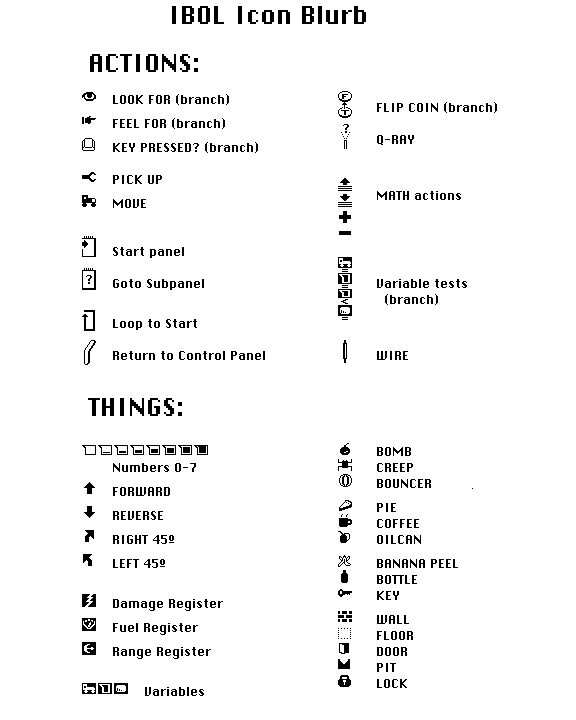 IBOL Icon Blurb
ACTIONS:
LOOK FOR (branch)
FEEL FOR (branch)
KEY PRESSED? (branch)
PICK UP
MOVE
Start panel
Goto Subpanel
Loop to Start
Return to Control Panel
FLIP COIN (branch)
Q-RAY
MATH actions
Variable tests
(branch)
WIRE
THINGS:
Numbers 0-7
FORWARD
REVERSE
RIGHT 45º
LEFT 45º
Damage Register
Fuel Register
Range Register
Variables
BOMB
CREEP
BOUNCER
PIE
COFFEE
OILCAN
BANANA PEEL
BOTTLE
KEY
WALL
FLOOR
DOOR
PIT
LOCK